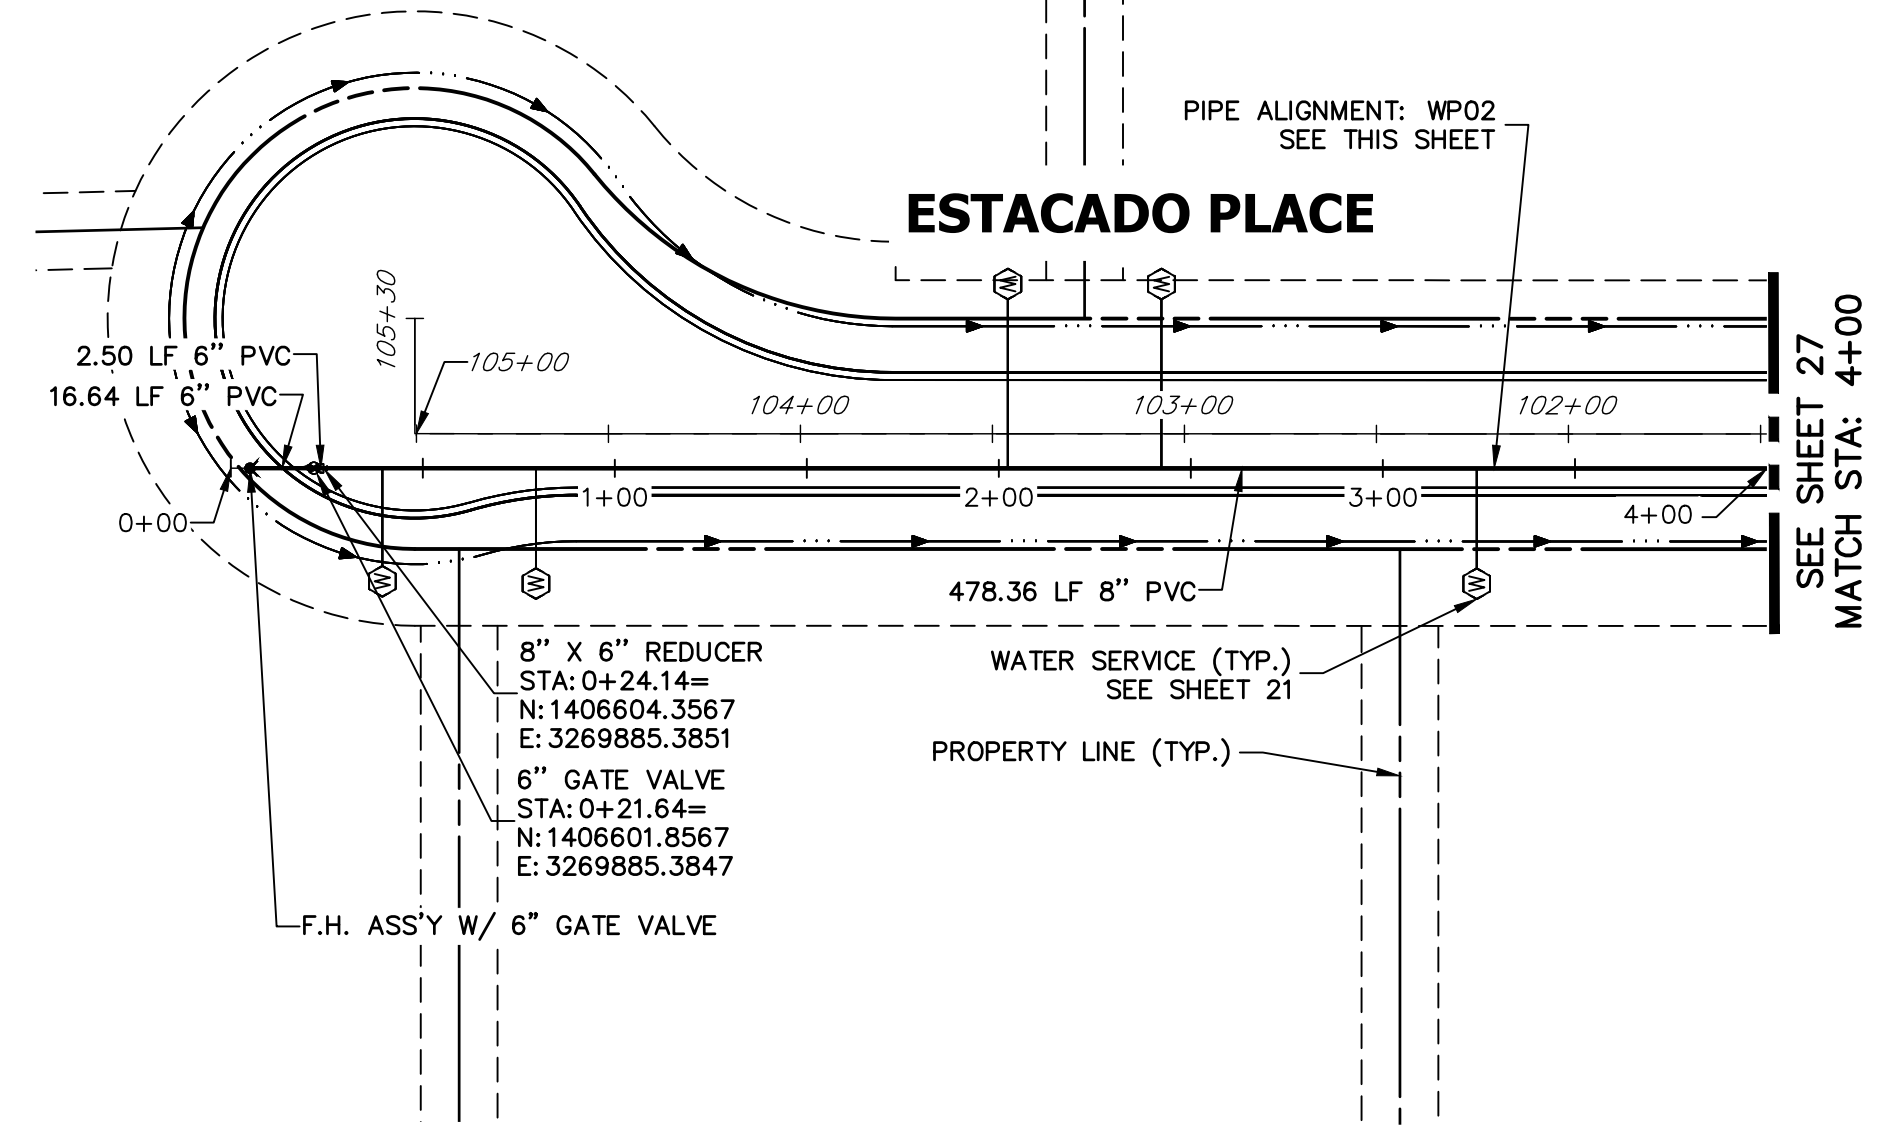 PIPE ALIGNMENT: WP02
SEE THIS SHEET
ESTACADO PLACE
W
W
105+30
105+00
2.50 LF 6” PVC
16.64 LF 6” PVC
104+00
103+00
102+00
SEE SHEET 27
MATCH STA: 4+00
0+00
1+00
2+00
3+00
4+00
W
W
W
478.36 LF 8” PVC
8” X 6” REDUCER
STA: 0+24.14=
N: 1406604.3567
E: 3269885.3851
WATER SERVICE (TYP.)
SEE SHEET 21
PROPERTY LINE (TYP.)
6” GATE VALVE
STA: 0+21.64=
N: 1406601.8567
E: 3269885.3847
F.H. ASS'Y W/ 6” GATE VALVE